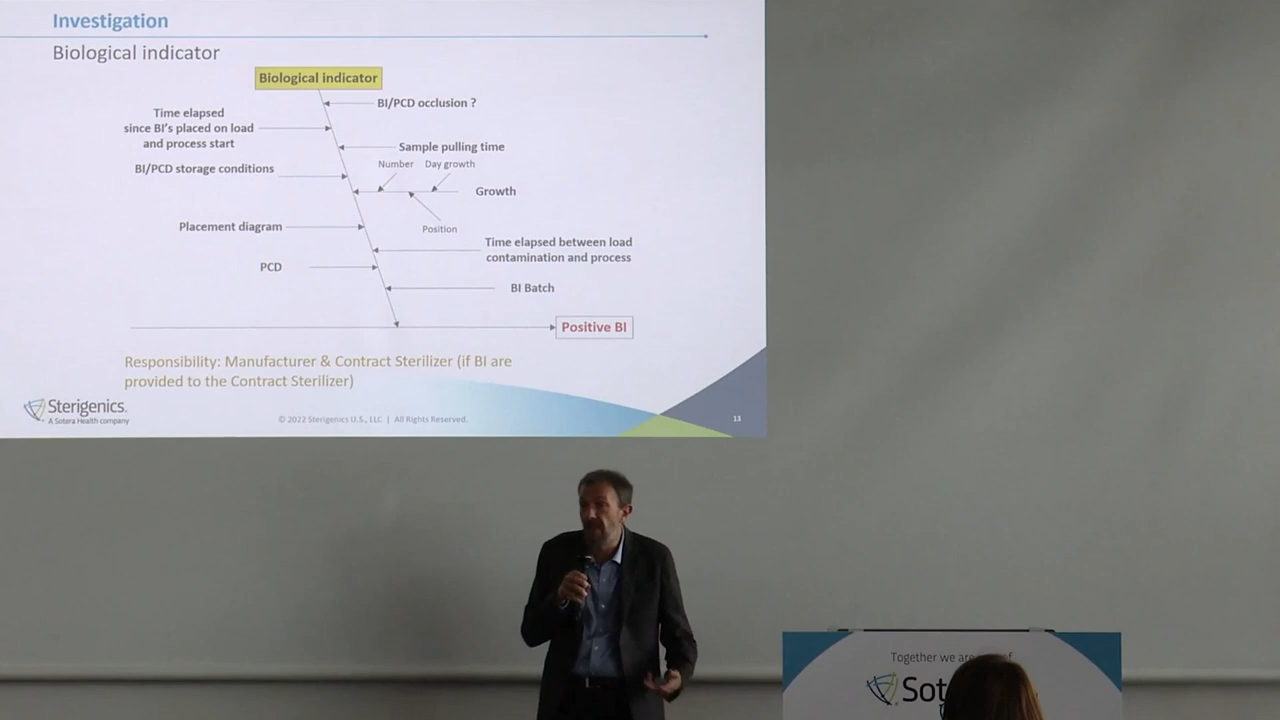 Investigation
Biological indicator
Biological indicator
BI/PCD occlusion ?
Time elapsed
since BI's placed on load
and process start
Sample pulling time
BI/PCD storage conditions
Number
Day growth
Growth
Placement diagram
Position
Time elapsed between load
contamination and process
PCD
BI Batch
Positive BI
Responsibility: Manufacturer & Contract Sterilizer (if BI are
provided to the Contract Sterilizer)
Sterigenics.
A Sotera Health company
© 2022 Sterigenics U.S., LLC | All Rights Reserved.
13
Together we are
Sot